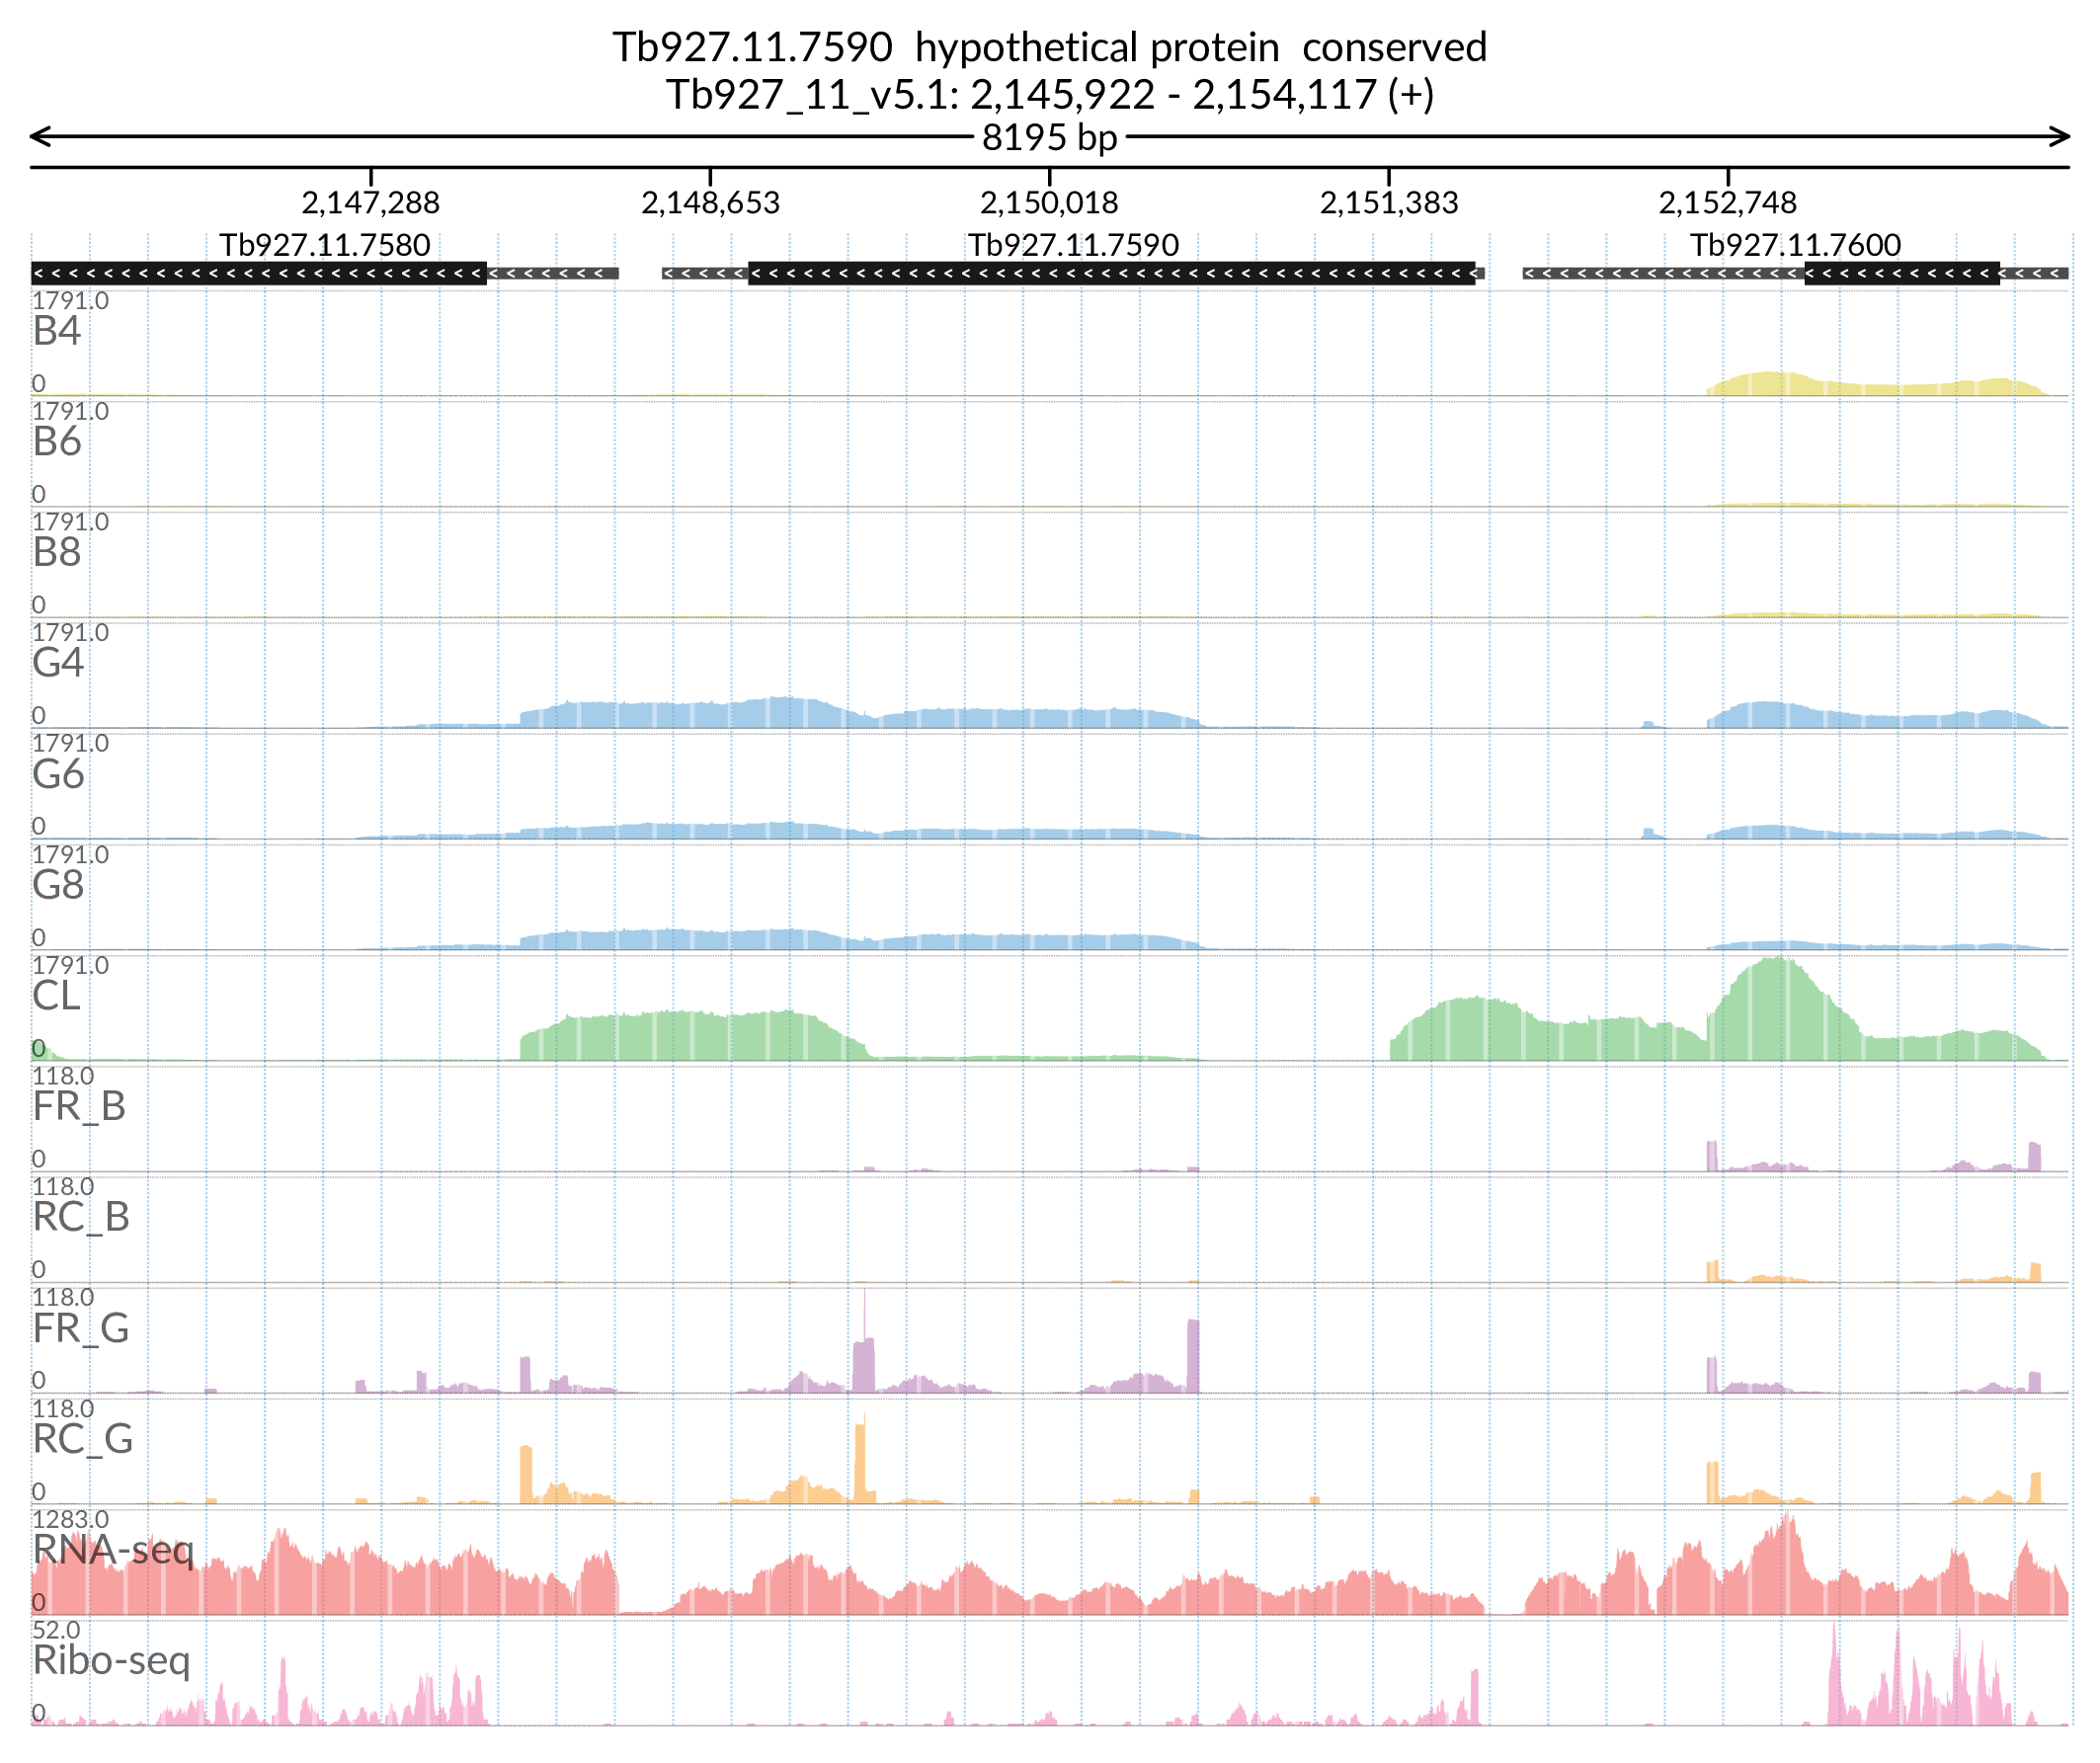 Tb927.11.7590 hypothetical protein conserved
Tb927_11_v5.1: 2,145,922 - 2,154,117 (+)
8195 bp
2,147,288 2,148,653 2,150,018 2,151,383 2,152,748
Tb927.11.7580 Tb927.11.7590 Tb927.11.7600
1791.0
B4
0
1791.0
B6
0
1791.0
B8
0
1791.0
G4
0
1791.0
G6
0
1791.0
G8
0
1791.0
CL
0
118.0
FR_B
0
118.0
RC_B
0
118.0
FR_G
0
118.0
RC_G
0
1283.0
RNA-seq
0
52.0
Ribo-seq
0